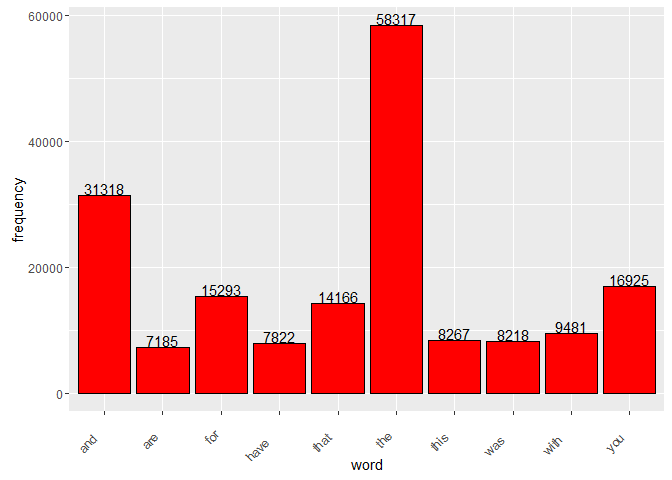 60000
58317
40000
31318
20000
16925
15293
14166
9481
8267
8218
7822
7185
0
frequency
and
are
for
have
that
the
this
was
with
you
word